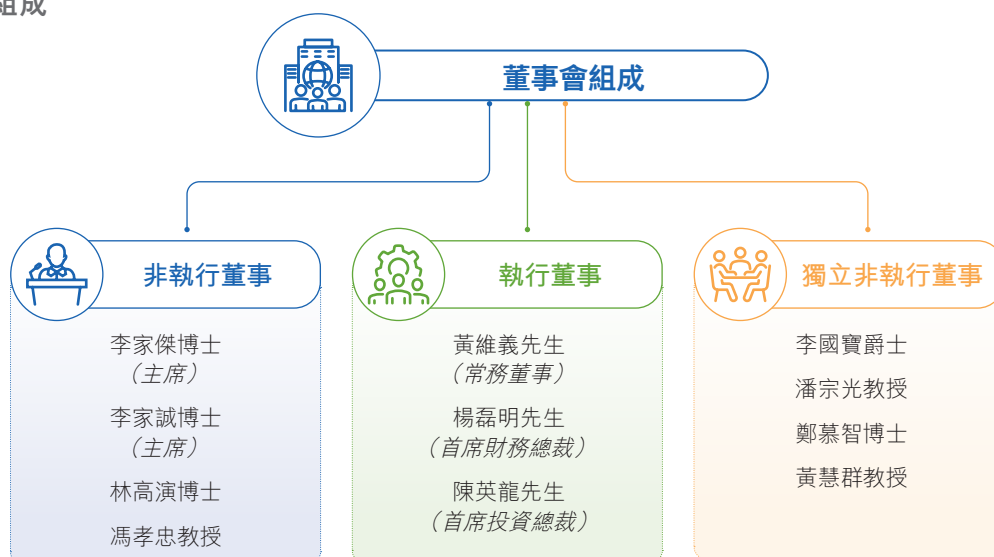 組成
董事會組成
非執行董事
李家傑博士
（主席）
李家誠博士
（主席）
林高演博士
馮孝忠教授
執行董事
黃維義先生
（常務董事）
楊磊明先生
（首席財務總裁）
陳英龍先生
（首席投資總裁）
獨立非執行董事
李國寶爵士
潘宗光教授
鄭慕智博士
黃慧群教授